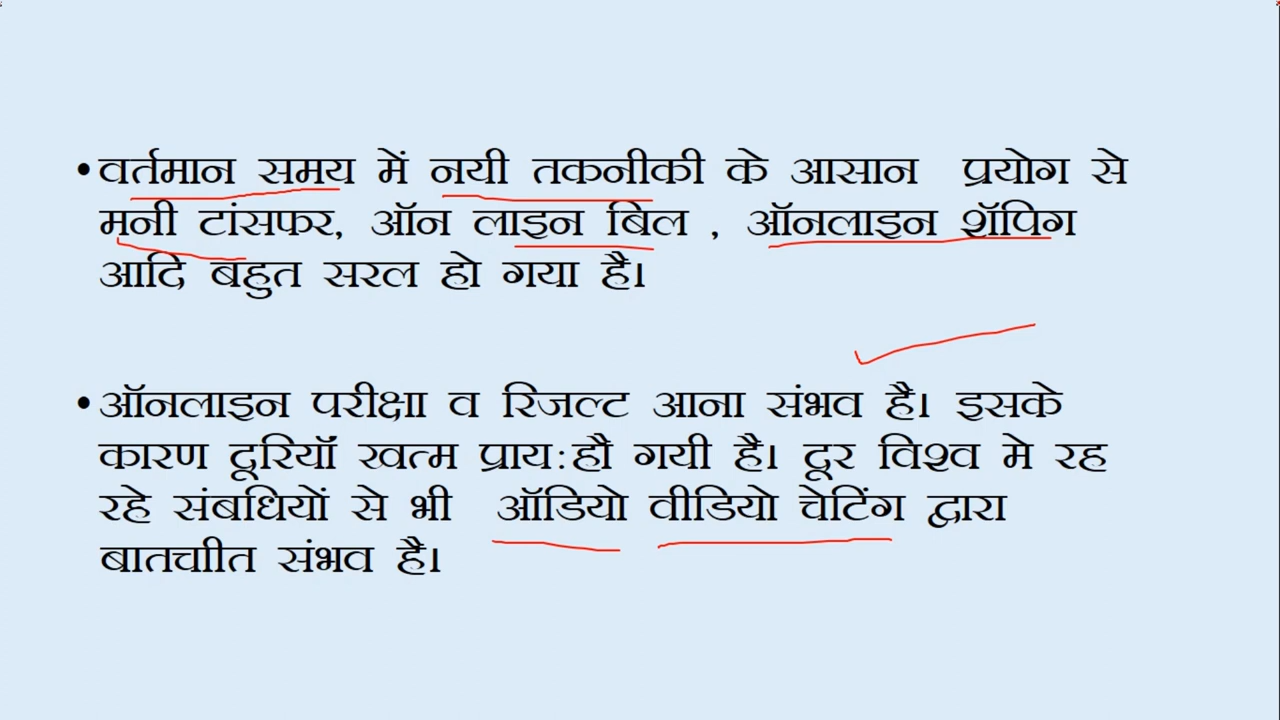 •वर्तमान समय में नयी तकनीकी के आसान प्रयोग से
मनी टांसफर, ऑन लाइन बिल , ऑनलाइन शॅपिग
आदि बहुत सरल हो गया है।
•ऑनलाइन परीक्षा व रिजल्ट आना संभव है। इसके
कारण दूरियॉं खत्म प्राय:हौ गयी है। दूर विश्व मे रह
रहे संबधियों से भी ऑडियो वीडियो चेटिंग द्वारा
बातचाीत संभव है।